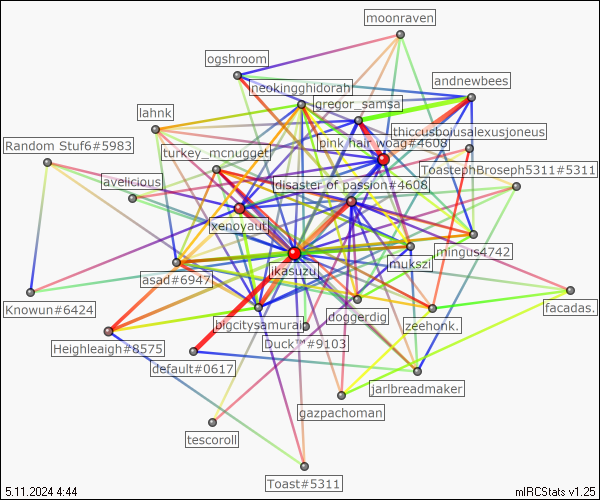 moonraven
ogshroom
andnewbees
neokingghidorah
gregor_samsa
lahnk
thiccusbojusalexusjoneus
pink hair woag#4608
Random Stuf6#5983
turkey_mcnugget
ToastephBroseph5311#5311
avelicious
disaster of passion#4608
xenoyaut
mingus4742
mukszi
ikasuzu
asad#6947
Knowun#6424
facadas.
doggerdig
bigcitysamurai
zeehonk.
Duck™#9103
Heighleaigh#8575
default#0617
jarlbreadmaker
gazpachoman
tescoroll
Toast#5311
5.11.2024 4:44
mIRCStats v1.25